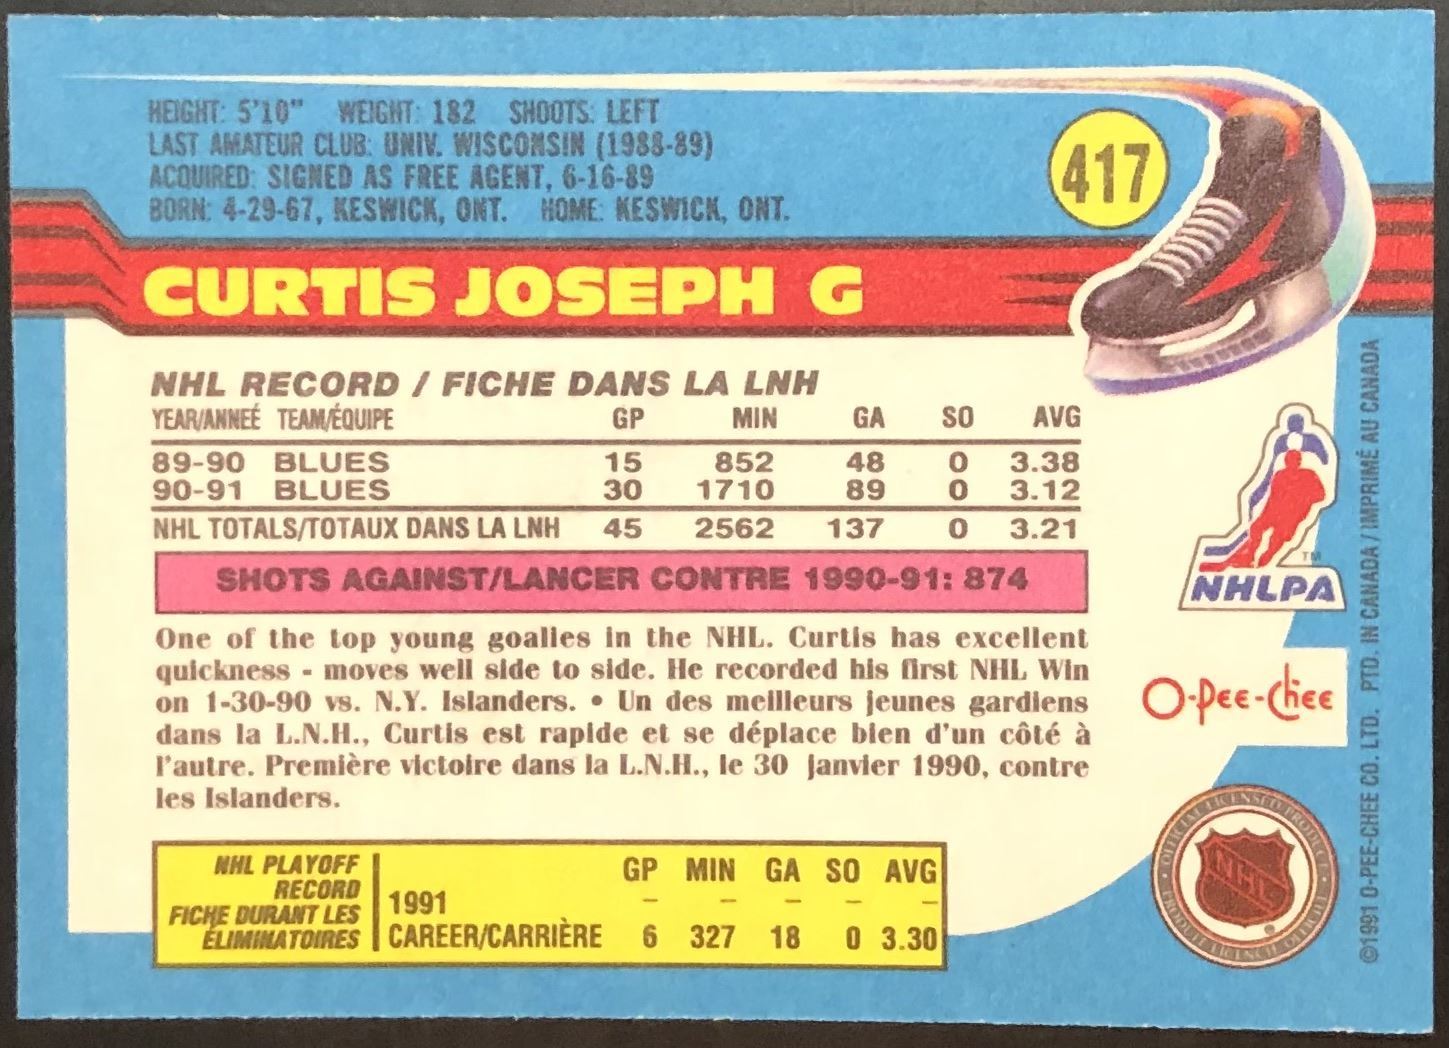 HEIGHT: 5'10" WEIGHT: 182 SHOOTS: LEFT
LAST AMATEUR CLUB: UNIV. WISCONSIN (1988-89)
ACQUIRED: SIGNED AS FREE AGENT, 6-16-89
BORN: 4-29-67, KESWICK, ONT. HOME: KESWICK, ONT.
417
CURTIS JOSEPH G
NHL RECORD / FICHE DANS LA LNH
YEAR/ANNEÉ TEAM/ÉQUIPE GP MIN GA SO AVG
89-90 BLUES 15 852 48 0 3.38
90-91 BLUES 30 1710 89 0 3.12
NHL TOTALS/TOTAUX DANS LA LNH 45 2562 137 0 3.21
SHOTS AGAINST/LANCER CONTRE 1990-91: 874
One of the top young goalies in the NHL. Curtis has excellent
quickness - moves well side to side. He recorded his first NHL Win
on 1-30-90 vs. N.Y. Islanders. • Un des meilleurs jeunes gardiens
dans la L.N.H., Curtis est rapide et se déplace bien d'un côté à
l'autre. Première victoire dans la L.N.H., le 30 janvier 1990, contre
les Islanders.
NHL PLAYOFF
RECORD
FICHE DURANT LES
ÉLIMINATOIRES
GP MIN GA SO AVG
1991 – – – – –
CAREER/CARRIÈRE 6 327 18 0 3.30
TM
NHLPA
O-PEE-CHEE
OFFICIAL LICENSED PRODUCT
NHL
PRODUIT LICENCIÉ OFFICIEL
©1991 O-PEE-CHEE CO. LTD. PTD. IN CANADA / IMPRIMÉ AU CANADA